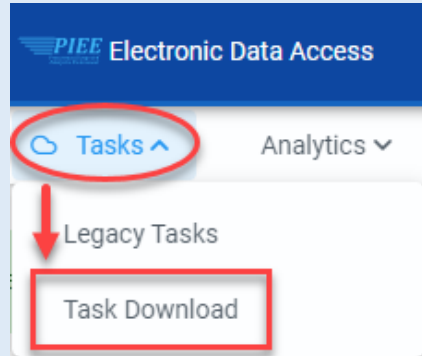 PIEE Electronic Data Access
Tasks Analytics
Legacy Tasks
Task Download